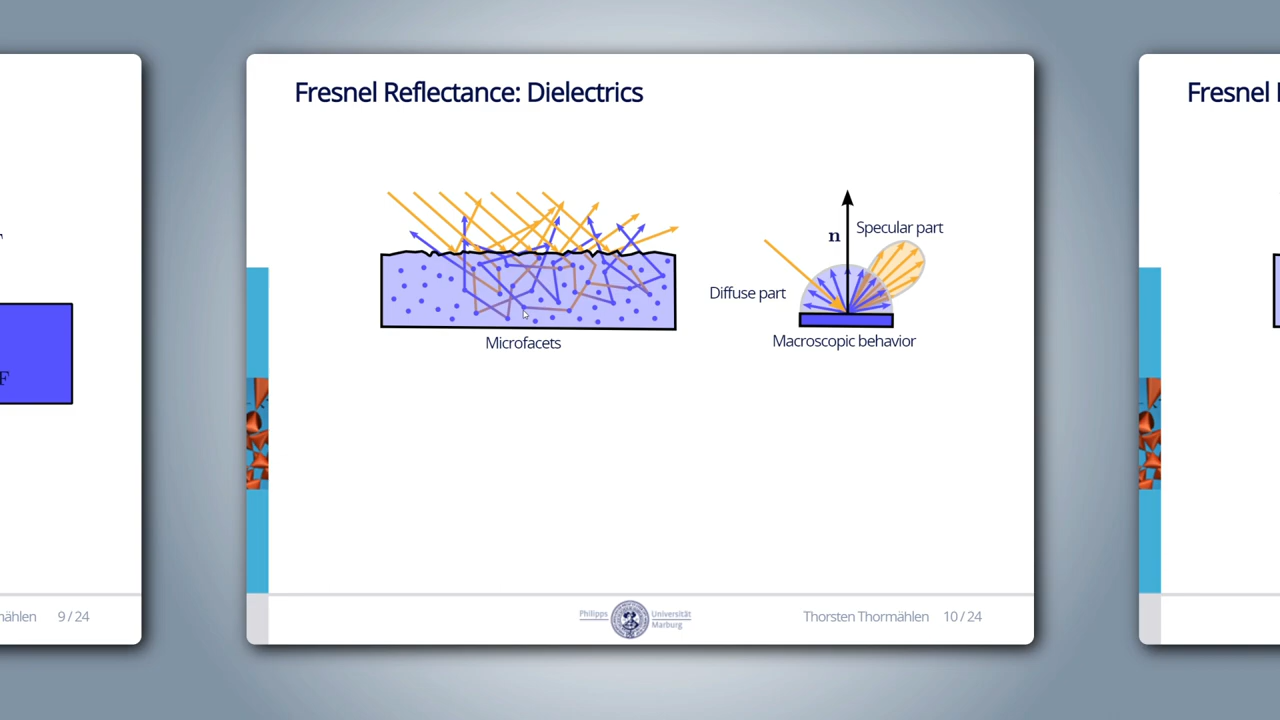 Fresnel Reflectance: Dielectrics
Fresnel
n
Specular part
Diffuse part
Microfacets
Macroscopic behavior
F
9 / 24
Philipps Universität
Marburg
Thorsten Thormählen 10 / 24